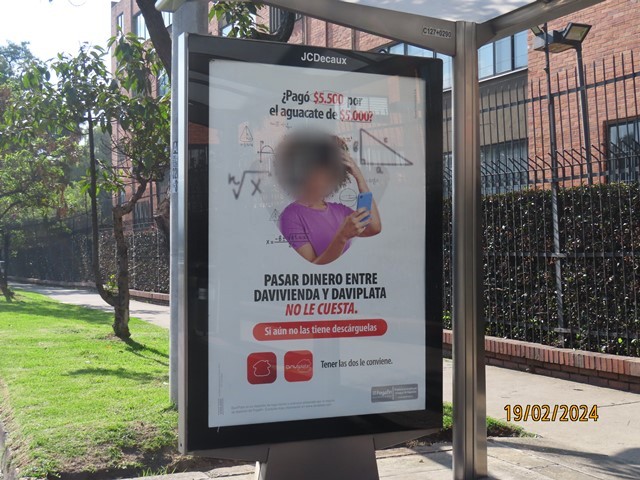 C127-0201
JCDecaux
¿Pagó $5.500 por
el aguacate de $5.000?
√x
a
PASAR DINERO ENTRE
DAVIVIENDA Y DAVIPLATA
NO LE CUESTA.
Si aún no las tiene descárguelas
Tener las dos le conviene.
19/02/2024